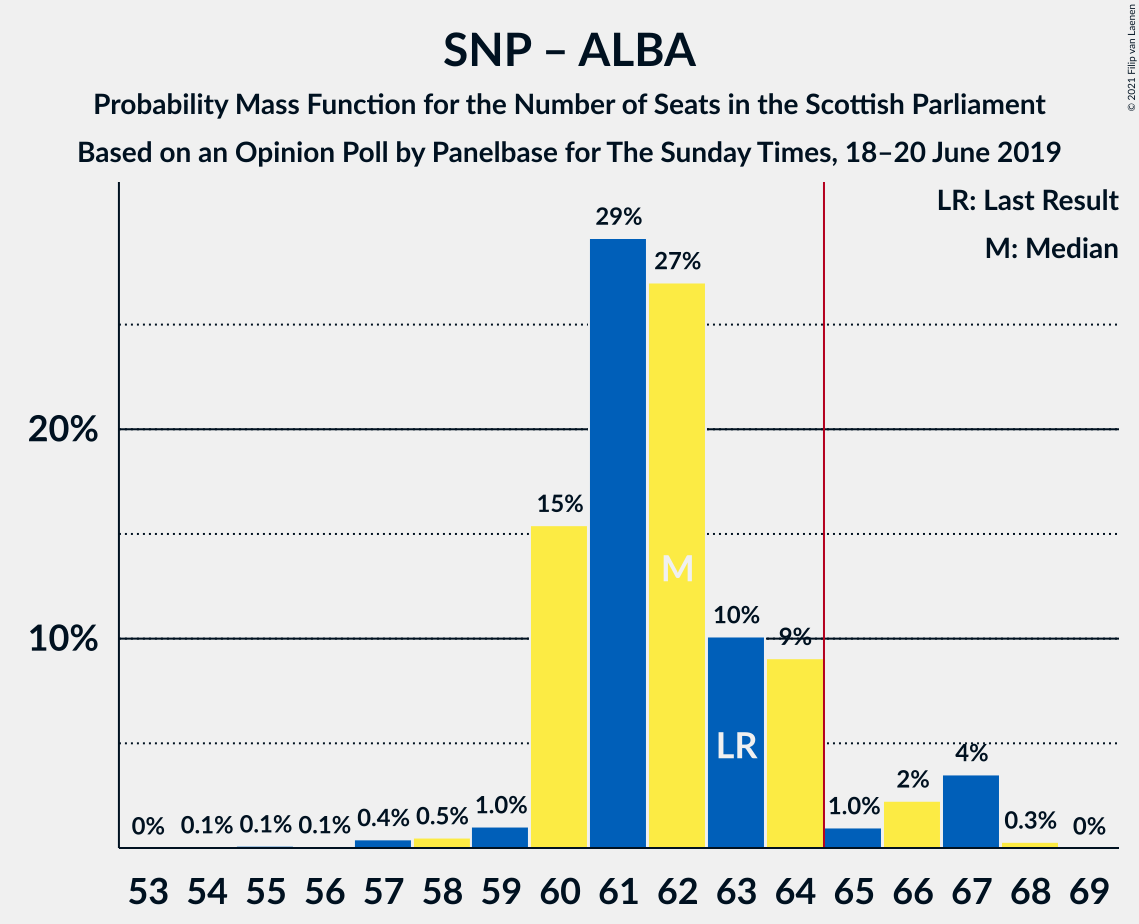 SNP – ALBA
Probability Mass Function for the Number of Seats in the Scottish Parliament
Based on an Opinion Poll by Panelbase for The Sunday Times, 18–20 June 2019
© 2021 Filip van Laenen
LR: Last Result
M: Median
29%
27%
20%
15%
M
10%
9%
10%
LR
4%
2%
0% 0.1% 0.1% 0.1% 0.4% 0.5% 1.0% 1.0% 0.3% 0%
53 54 55 56 57 58 59 60 61 62 63 64 65 66 67 68 69